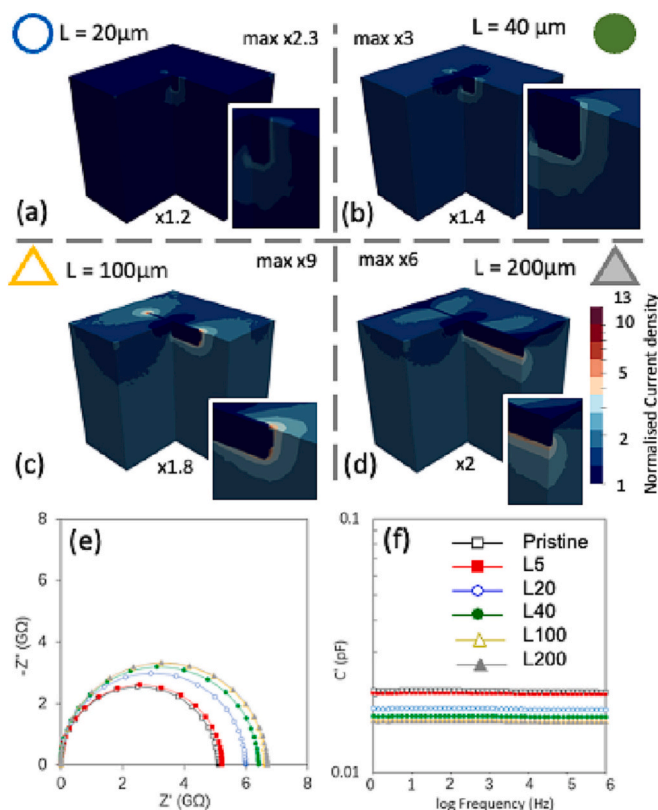 L = 20μm
max x2.3
max x3
L = 40 μm
(a)
x1.2
(b)
x1.4
L = 100μm
max x9
max x6
L = 200μm
(c)
x1.8
(d)
x2
13
10
5
2
1
Normalised Current density
(e)
8
6
4
2
0
-Z" (GΩ)
0 2 4 6 8
Z' (GΩ)
(f)
0.1
0.01
C' (pF)
Pristine
L5
L20
L40
L100
L200
0 1 2 3 4 5 6
log Frequency (Hz)